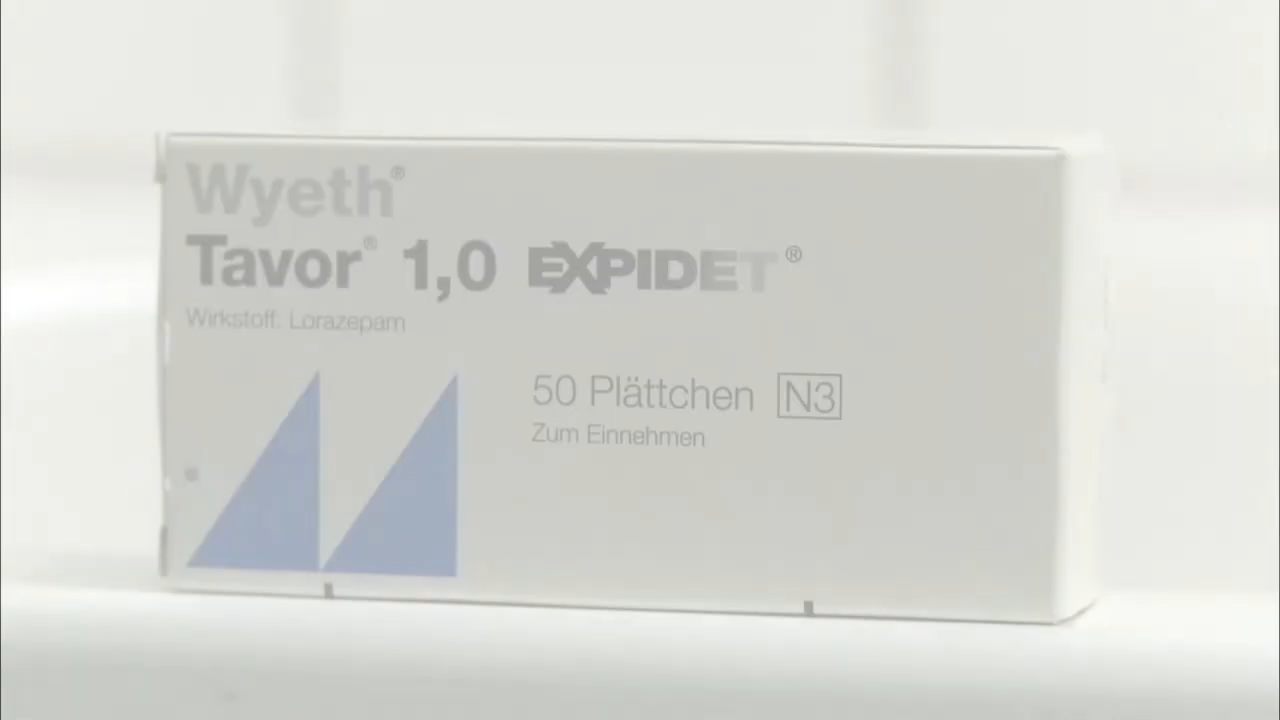 Wyeth®
Tavor® 1,0 EXPIDET®
Wirkstoff: Lorazepam
50 Plättchen N3
Zum Einnehmen